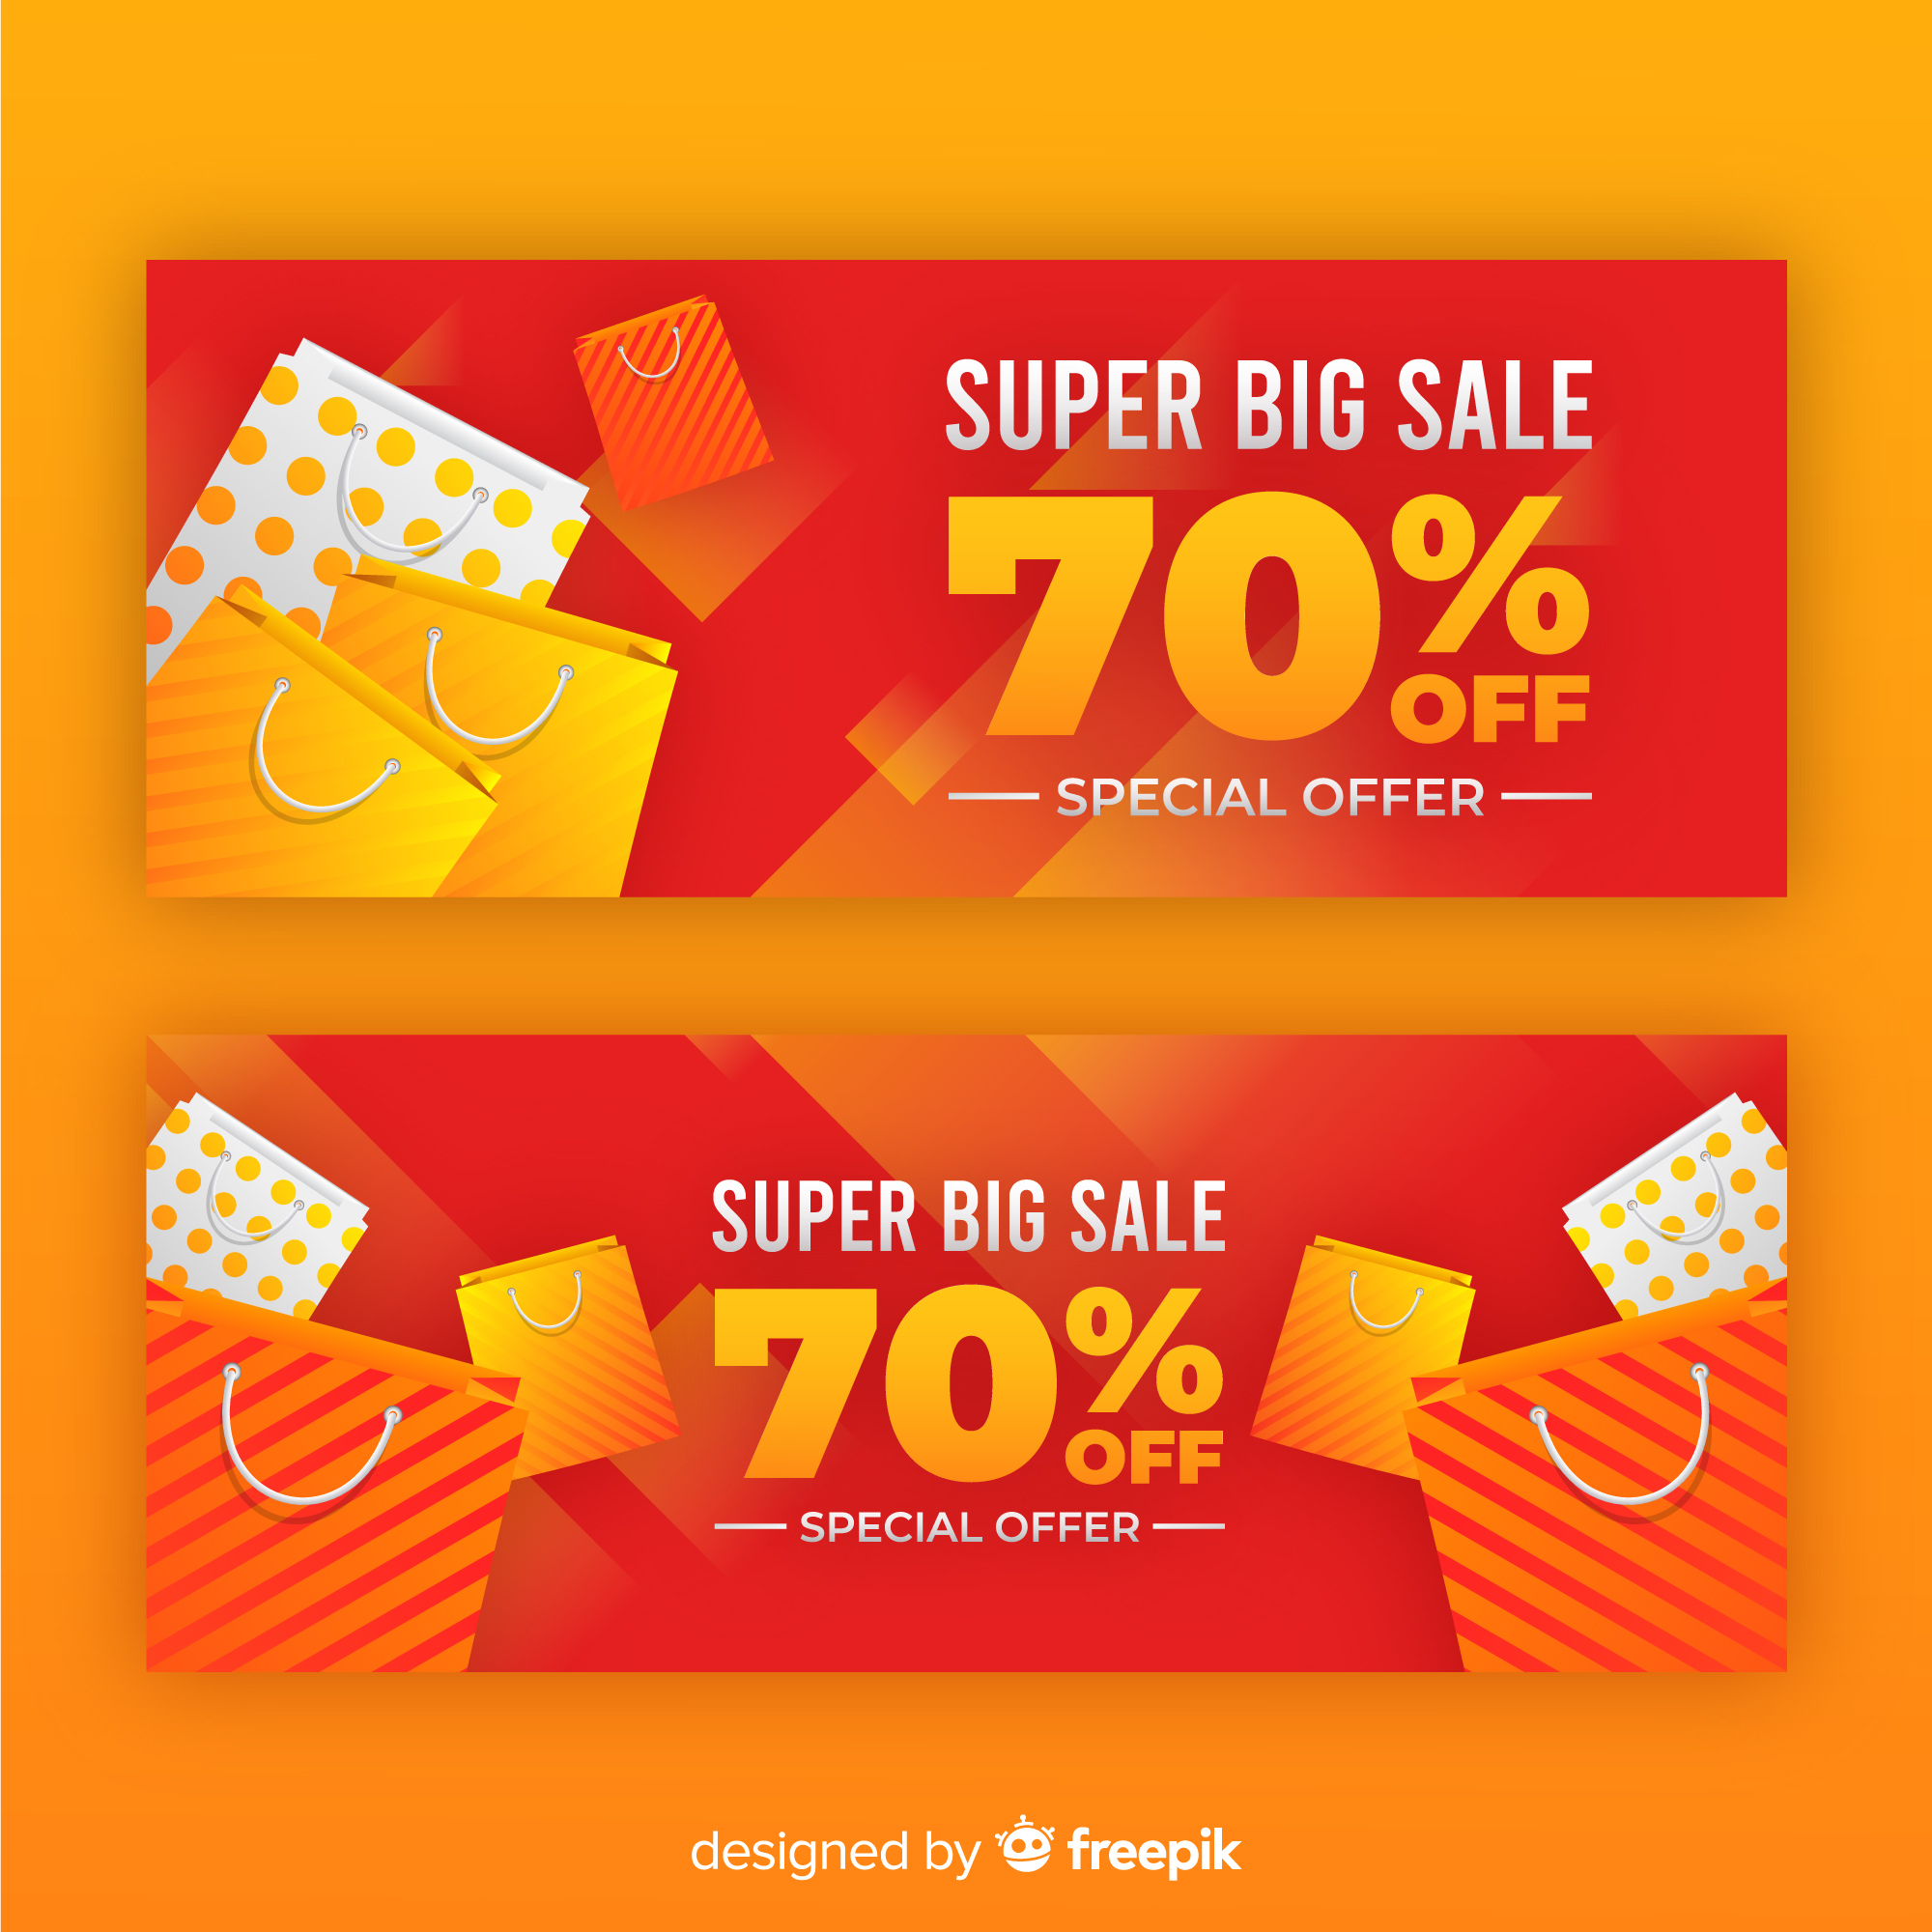 SUPER BIG SALE
70%
OFF
SPECIAL OFFER
SUPER BIG SALE
70%
OFF
SPECIAL OFFER
designed by freepik